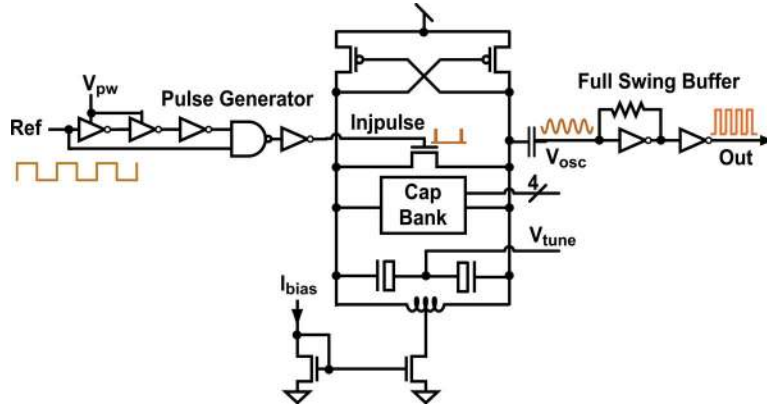 Vpw
Pulse Generator
Ref
Injpulse
Full Swing Buffer
Vosc
Out
Cap
Bank
4
Vtune
Ibias